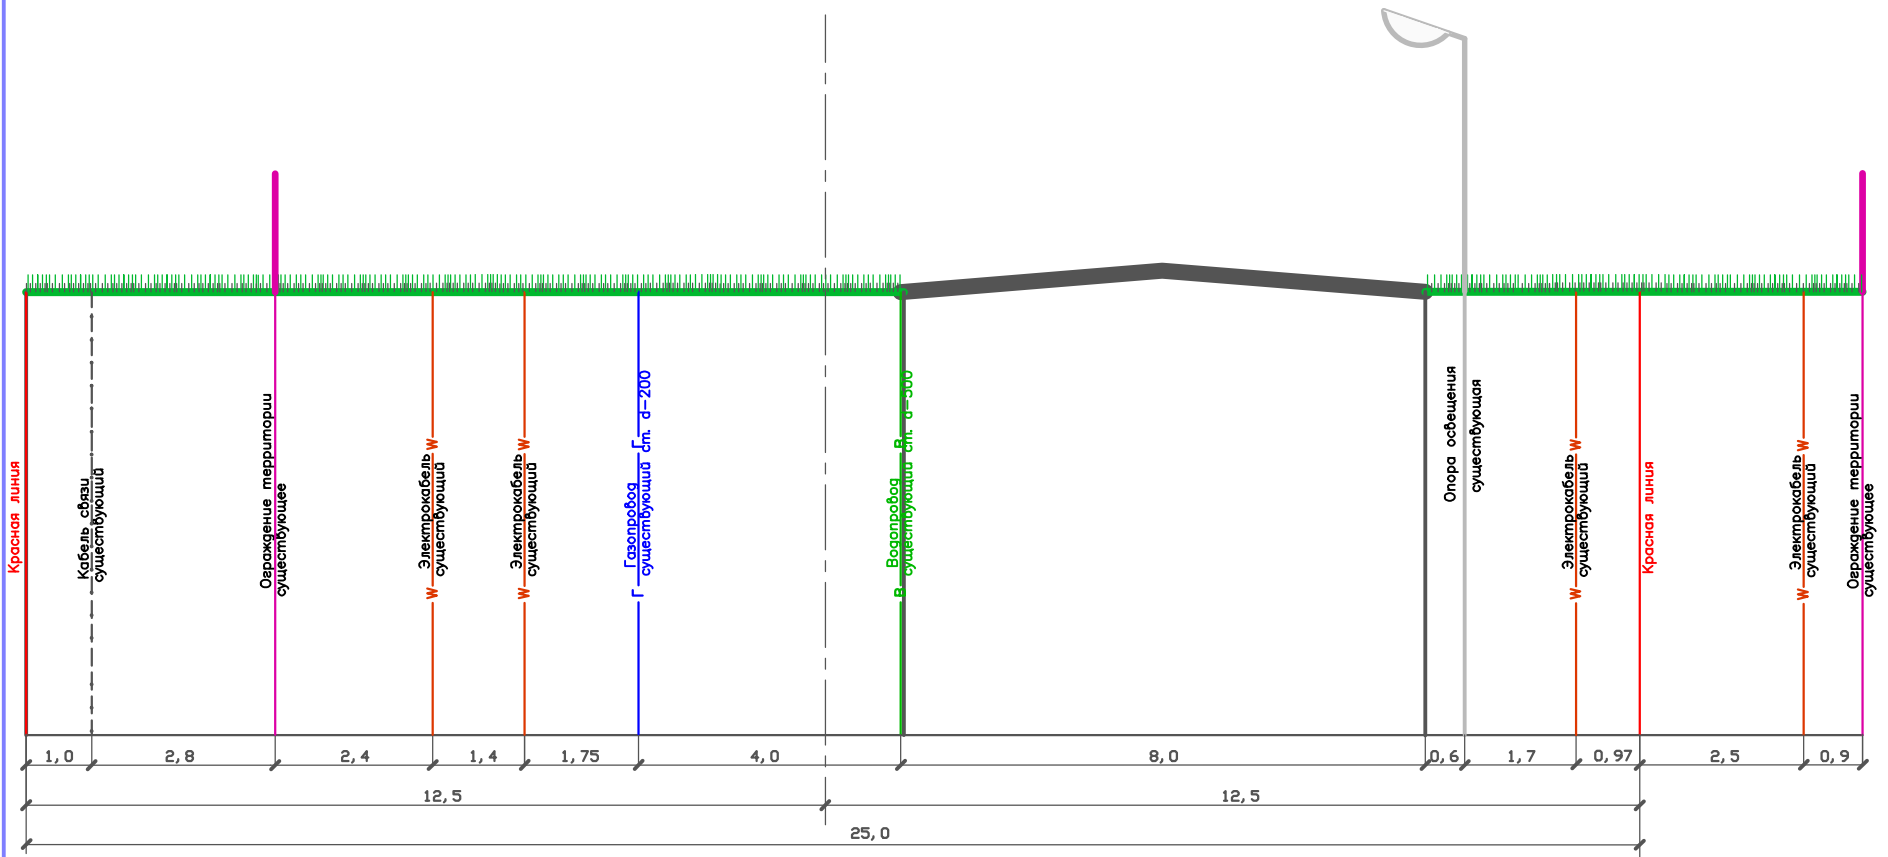 Красная линия
Кабель связи
существующий
Ограждение территории
существующее
W Электрокабель W
существующий
W Электрокабель W
существующий
Г Газопровод Г
существующий ст. d-200
В Водопровод В
существующий ст. d-500
Опора освещения
существующая
W Электрокабель W
существующий
Красная линия
W Электрокабель W
существующий
Ограждение территории
существующее
1,0 2,8 2,4 1,4 1,75 4,0 8,0 0,6 1,7 0,97 2,5 0,9
12,5 12,5
25,0